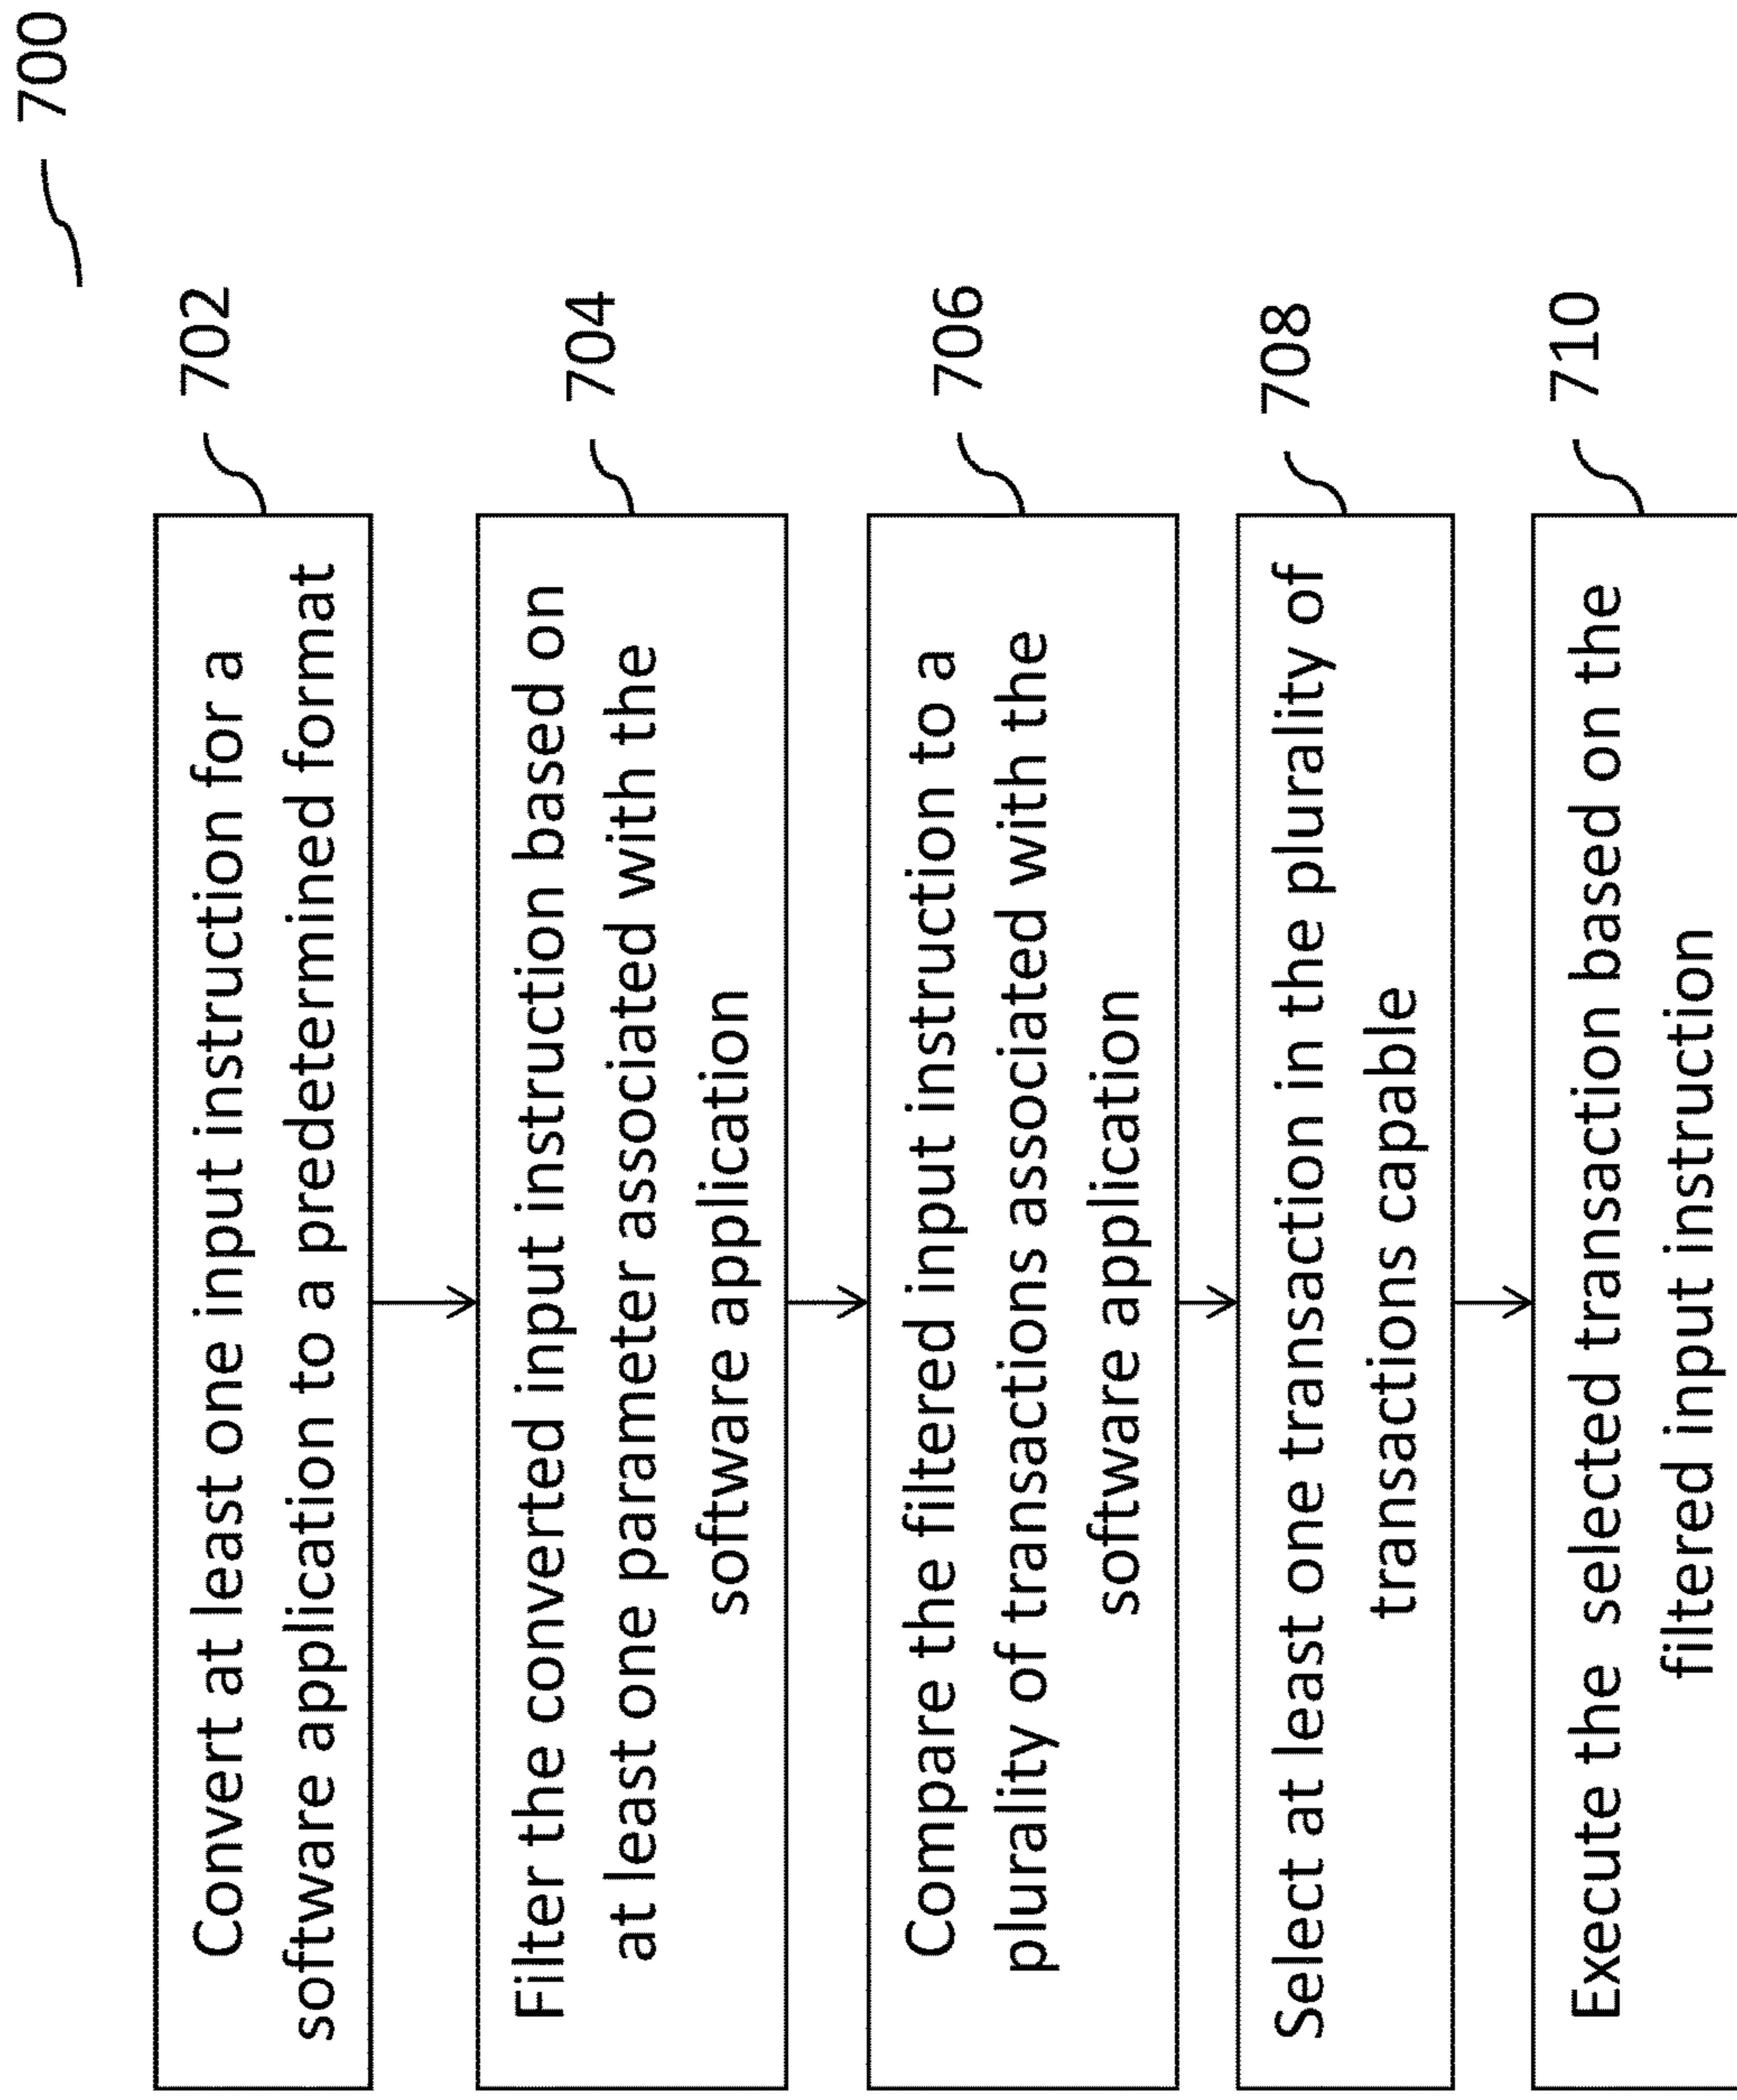 700
702
Convert at least one input instruction for a
software application to a predetermined format
704
Filter the converted input instruction based on
at least one parameter associated with the
software application
706
Compare the filtered input instruction to a
plurality of transactions associated with the
software application
708
Select at least one transaction in the plurality of
transactions capable
710
Execute the selected transaction based on the
filtered input instruction